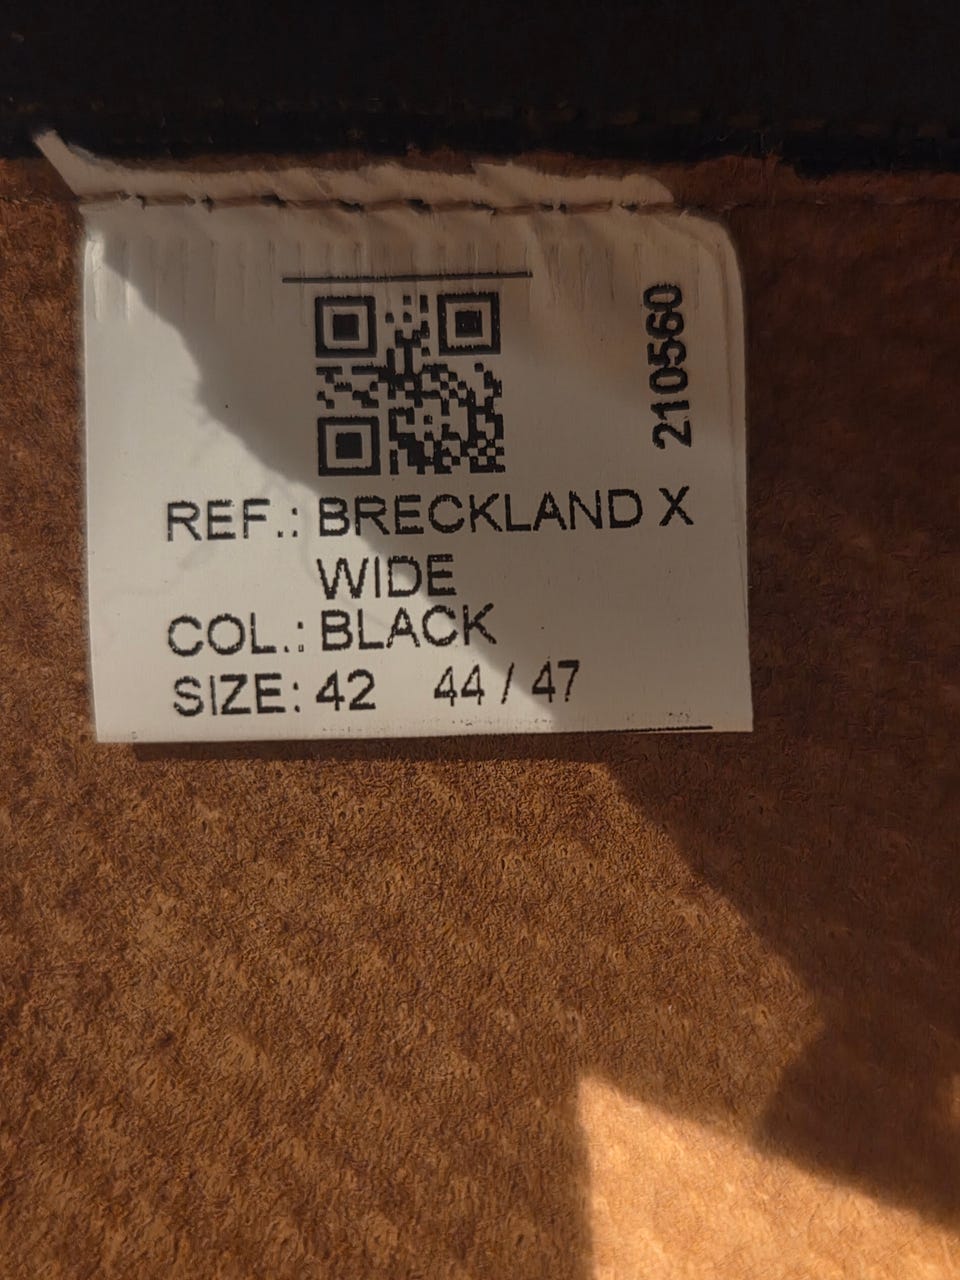 210560
REF.: BRECKLAND X
WIDE
COL.: BLACK
SIZE: 42 44 / 47